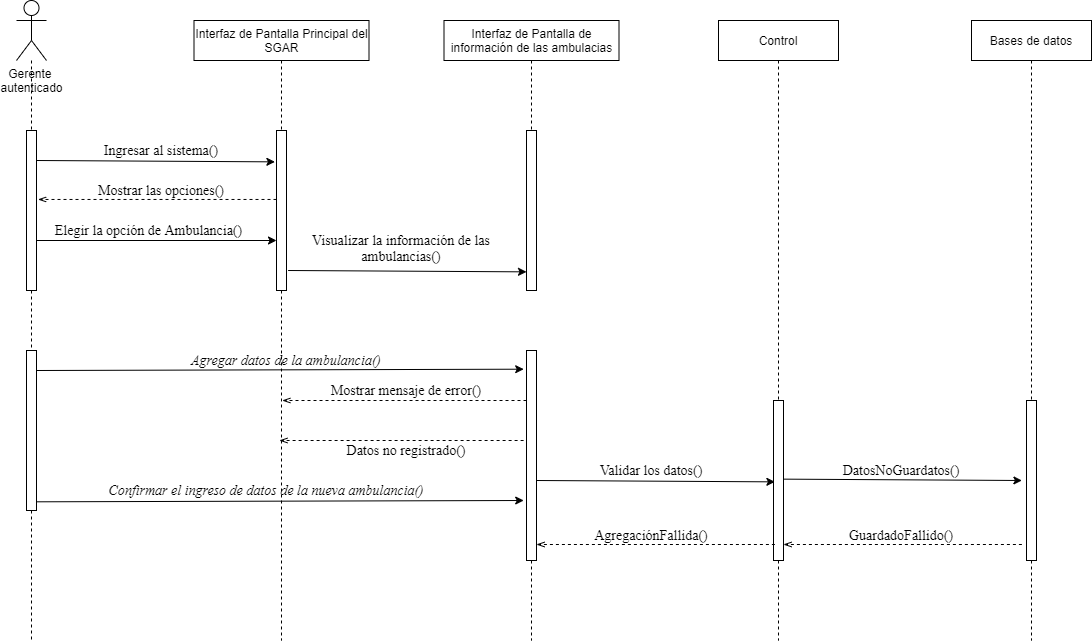 Gerente
autenticado
Interfaz de Pantalla Principal del
SGAR
Interfaz de Pantalla de
información de las ambulacias
Control
Bases de datos
Ingresar al sistema()
Mostrar las opciones()
Elegir la opción de Ambulancia()
Visualizar la información de las
ambulancias()
Agregar datos de la ambulancia()
Mostrar mensaje de error()
Datos no registrado()
Validar los datos()
DatosNoGuardatos()
Confirmar el ingreso de datos de la nueva ambulancia()
AgregaciónFallida()
GuardadoFallido()